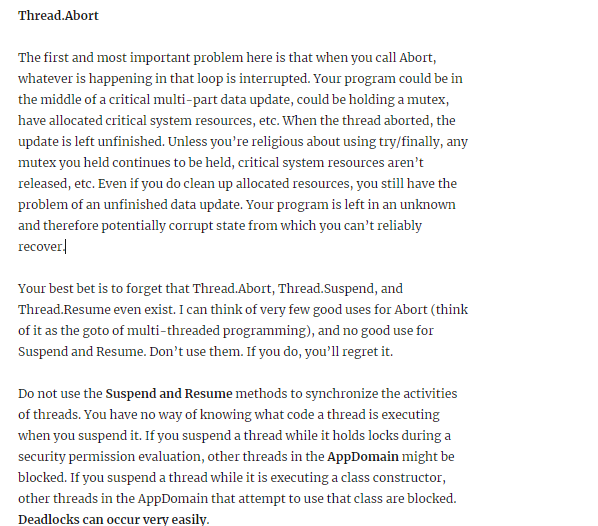 Thread.Abort
The first and most important problem here is that when you call Abort,
whatever is happening in that loop is interrupted. Your program could be in
the middle of a critical multi-part data update, could be holding a mutex,
have allocated critical system resources, etc. When the thread aborted, the
update is left unfinished. Unless you’re religious about using try/finally, any
mutex you held continues to be held, critical system resources aren’t
released, etc. Even if you do clean up allocated resources, you still have the
problem of an unfinished data update. Your program is left in an unknown
and therefore potentially corrupt state from which you can’t reliably
recover.
Your best bet is to forget that Thread.Abort, Thread.Suspend, and
Thread.Resume even exist. I can think of very few good uses for Abort (think
of it as the goto of multi-threaded programming), and no good use for
Suspend and Resume. Don’t use them. If you do, you’ll regret it.
Do not use the Suspend and Resume methods to synchronize the activities
of threads. You have no way of knowing what code a thread is executing
when you suspend it. If you suspend a thread while it holds locks during a
security permission evaluation, other threads in the AppDomain might be
blocked. If you suspend a thread while it is executing a class constructor,
other threads in the AppDomain that attempt to use that class are blocked.
Deadlocks can occur very easily.